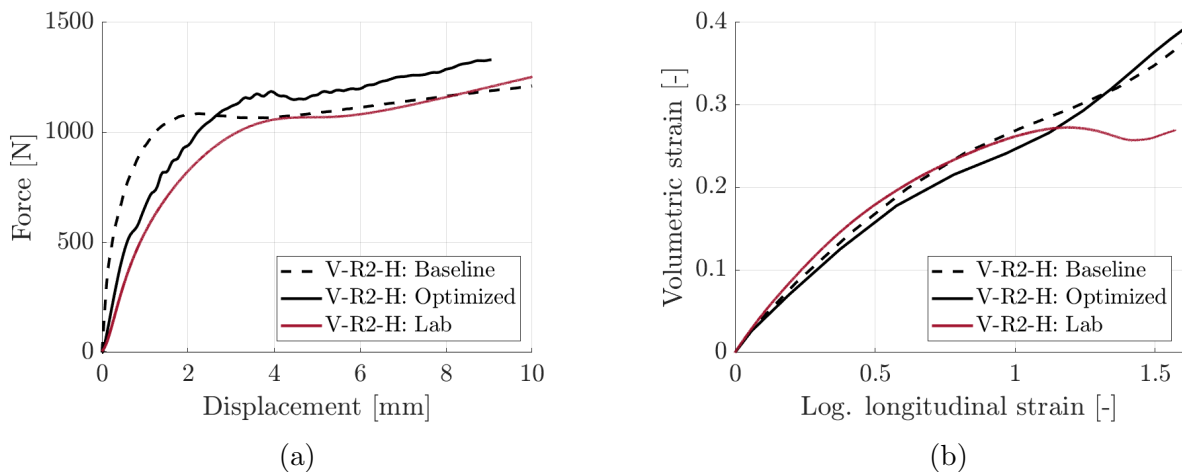 1500
1000
500
0
Force [N]
V-R2-H: Baseline
V-R2-H: Optimized
V-R2-H: Lab
0 2 4 6 8 10
Displacement [mm]
(a)
0.4
0.3
0.2
0.1
0
Volumetric strain [-]
V-R2-H: Baseline
V-R2-H: Optimized
V-R2-H: Lab
0 0.5 1 1.5
Log. longitudinal strain [-]
(b)